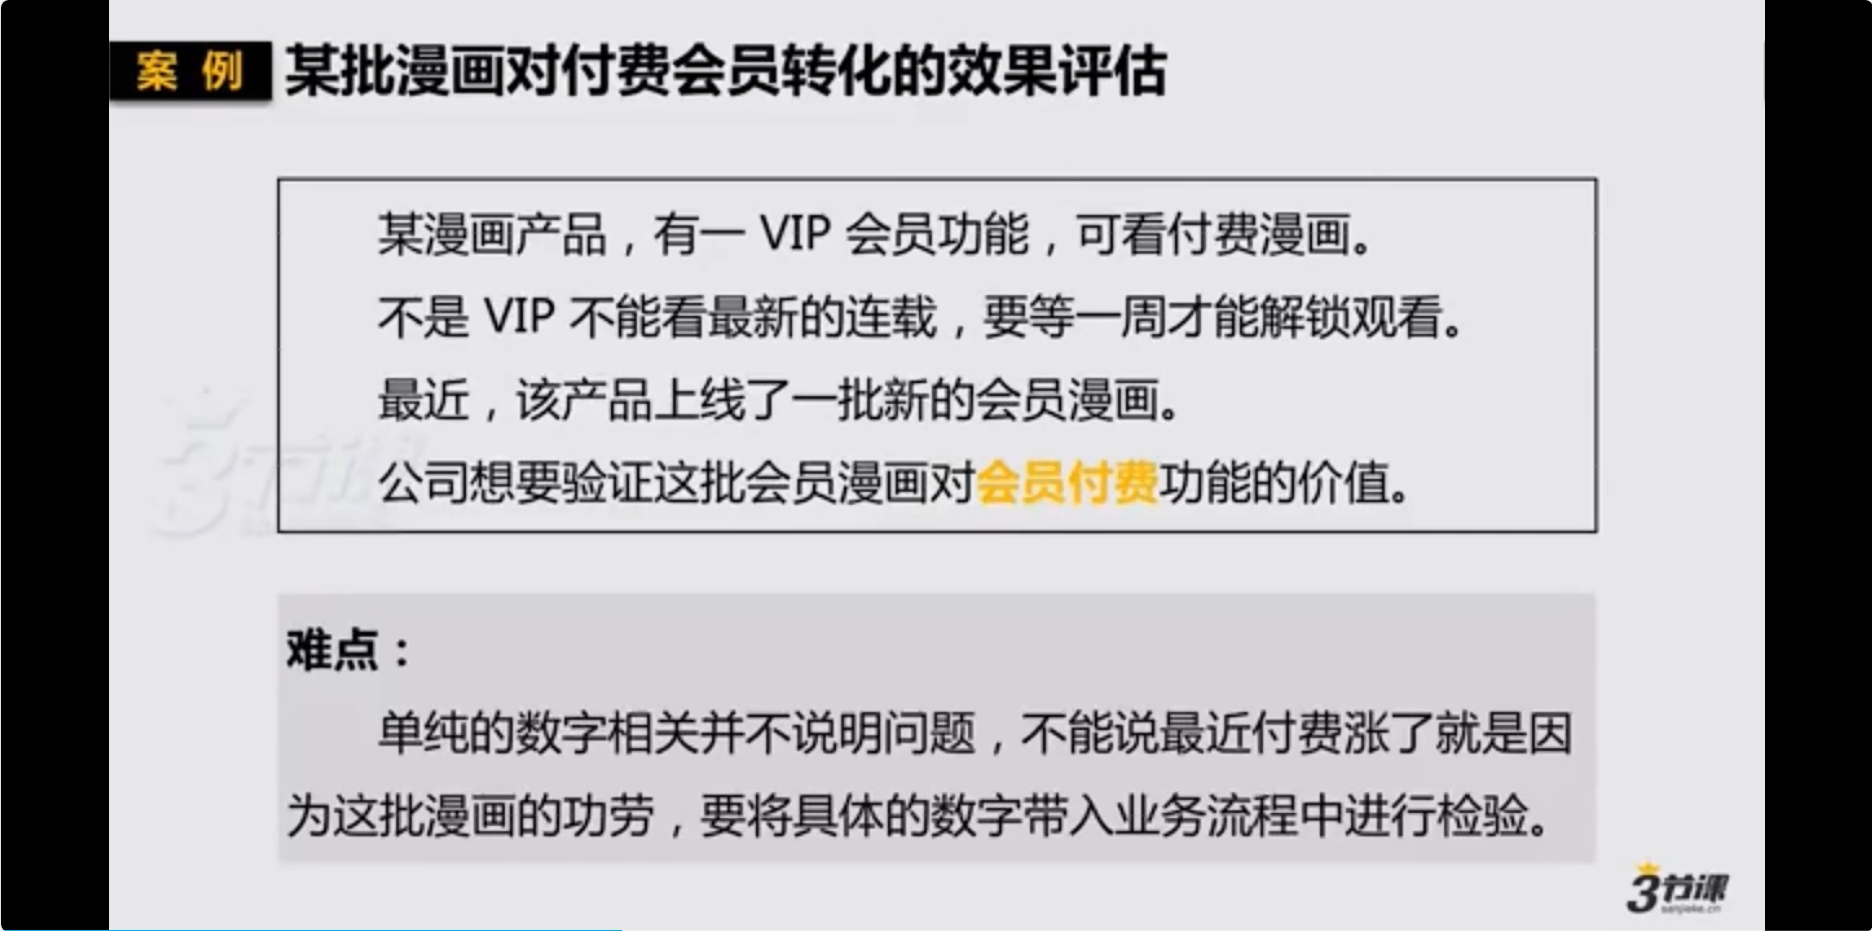 案 例 某批漫画对付费会员转化的效果评估
某漫画产品，有一 VIP 会员功能，可看付费漫画。
不是 VIP 不能看最新的连载，要等一周才能解锁观看。
最近，该产品上线了一批新的会员漫画。
公司想要验证这批会员漫画对会员付费功能的价值。
难点：
单纯的数字相关并不说明问题，不能说最近付费涨了就是因
为这批漫画的功劳，要将具体的数字带入业务流程中进行检验。
3节课
sanjieke.cn
3节课